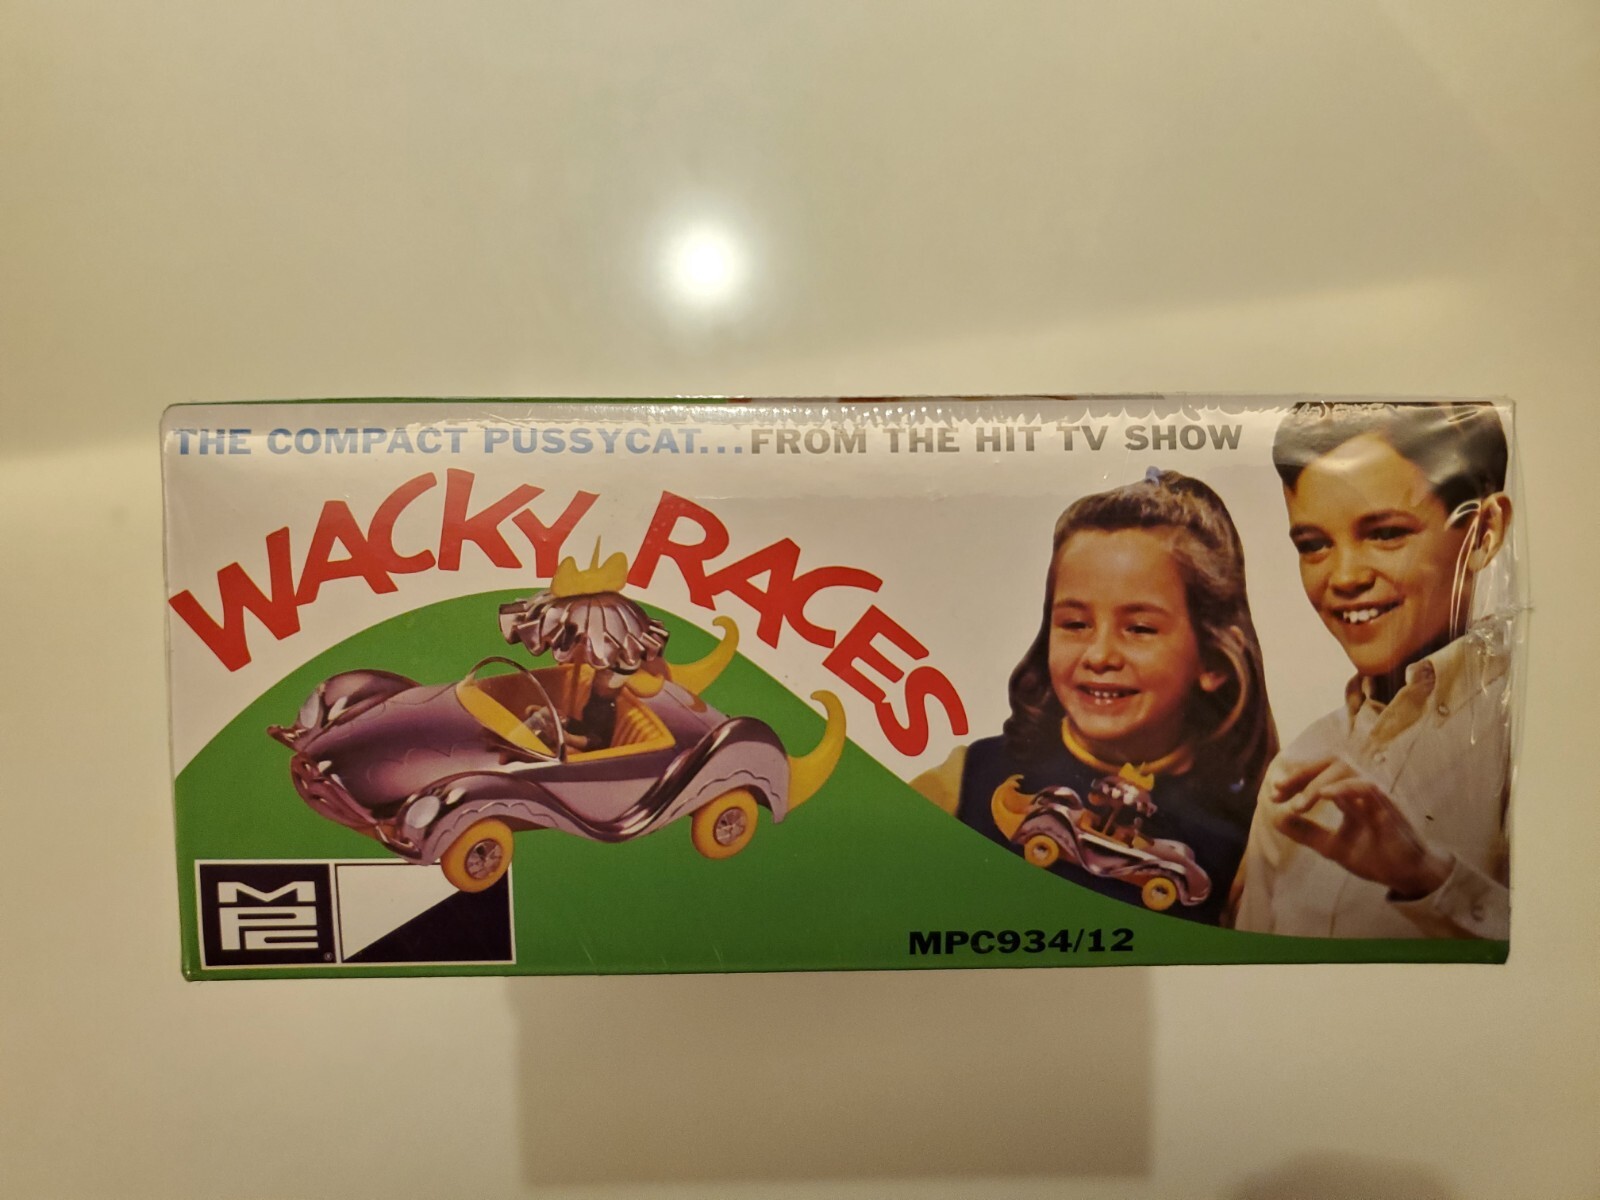 THE COMPACT PUSSYCAT...FROM THE HIT TV SHOW
WACKY RACES
MPC
MPC934/12